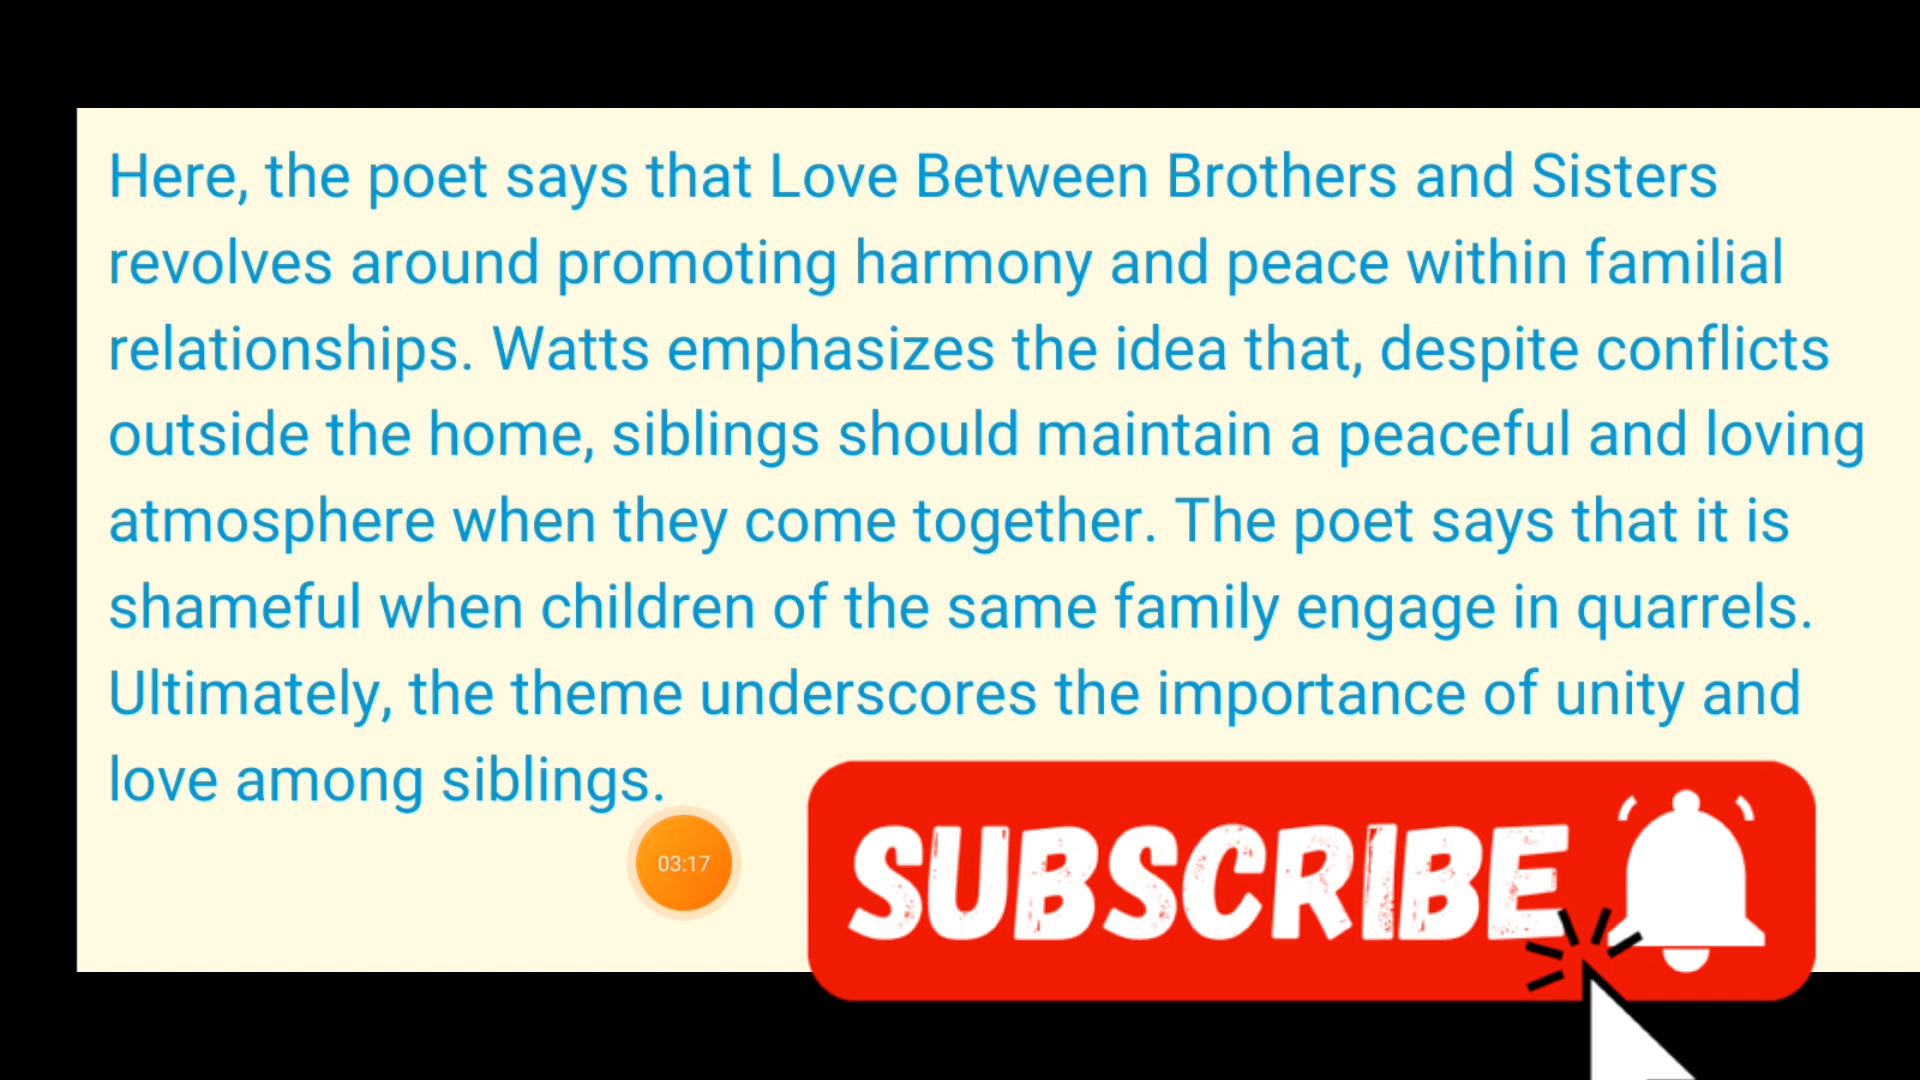 Here, the poet says that Love Between Brothers and Sisters
revolves around promoting harmony and peace within familial
relationships. Watts emphasizes the idea that, despite conflicts
outside the home, siblings should maintain a peaceful and loving
atmosphere when they come together. The poet says that it is
shameful when children of the same family engage in quarrels.
Ultimately, the theme underscores the importance of unity and
love among siblings.
03:17
SUBSCRIBE